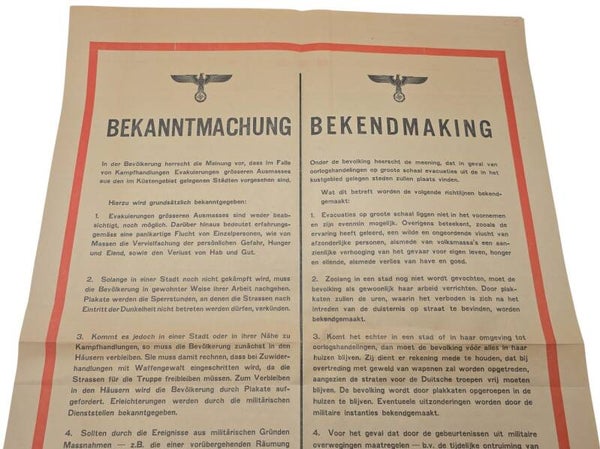 BEKANNTMACHUNG
In der Bevölkerung herrscht die Meinung vor, dass im Falle
von Kampfhandlungen Evakuierungen grösseren Ausmasses
aus den im Küstengebiet gelegenen Städten vorgesehen sind.
Hierzu wird grundsätzlich bekanntgegeben:
1. Evakuierungen grösseren Ausmasses sind weder beab-
sichtigt, noch möglich. Darüber hinaus bedeutet erfahrungs-
gemäss eine panikartige Flucht von Einzelpersonen, wie von
Massen die Vervielfachung der persönlichen Gefahr, Hunger
und Elend, sowie den Verlust von Hab und Gut.
2. Solange in einer Stadt noch nicht gekämpft wird, muss
die Bevölkerung in gewohnter Weise ihrer Arbeit nachgehen.
Plakate werden die Sperrstunden, an denen die Strassen nach
Eintritt der Dunkelheit nicht betreten werden dürfen, verkünden.
3. Kommt es jedoch in einer Stadt oder in ihrer Nähe zu
Kampfhandlungen, so muss die Bevölkerung zunächst in den
Häusern verbleiben. Sie muss damit rechnen, dass bei Zuwider-
handlungen mit Waffengewalt eingeschritten wird, da die
Strassen für die Truppe freibleiben müssen. Zum Verbleiben
in den Häusern wird die Bevölkerung durch Plakate auf-
gefordert. Erleichterungen werden durch die militärischen
Dienststellen bekanntgegeben.
4. Sollten durch die Ereignisse aus militärischen Gründen
Massnahmen — z.B. die einer vorübergehenden Räumung
BEKENDMAKING
Onder de bevolking heerscht de meening, dat in geval van
oorlogshandelingen op groote schaal evacuaties uit de in het
kustgebied gelegen steden zullen plaats vinden.
Wat dit betreft worden de volgende richtlijnen bekend-
gemaakt:
1. Evacuaties op groote schaal liggen niet in het voornemen
en zijn evenmin mogelijk. Overigens beteekent, zooals de
ervaring heeft geleerd, een wilde en ongeordende vlucht van
afzonderlijke personen, alsmede van volksmassa's een aan-
zienlijke verhooging van het gevaar voor eigen leven, honger
en ellende, alsmede verlies van have en goed.
2. Zoolang in een stad nog niet wordt gevochten, moet de
bevolking als gewoonlijk haar arbeid verrichten. Door plak-
katen zullen de uren, waarin het verboden is zich na het
intreden van de duisternis op straat te bevinden, worden
bekendgemaakt.
3. Komt het echter in een stad of in haar omgeving tot
oorlogshandelingen, dan moet de bevolking vóór alles in haar
huizen blijven. Zij dient er rekening mede te houden, dat bij
overtreding met geweld van wapenen zal worden opgetreden,
aangezien de straten voor de Duitsche troepen vrij moeten
blijven. De bevolking wordt door plakkaten opgeroepen in de
huizen te blijven. Eventueele uitzonderingen worden door de
militaire instanties bekendgemaakt.
4. Voor het geval dat door de gebeurtenissen uit militaire
overwegingen maatregelen — b.v. de tijdelijke ontruiming van